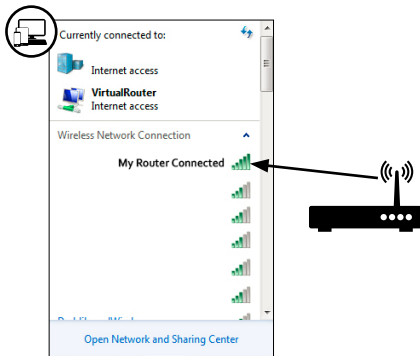 Currently connected to:
Internet access
VirtualRouter
Internet access
Wireless Network Connection
My Router Connected
Open Network and Sharing Center